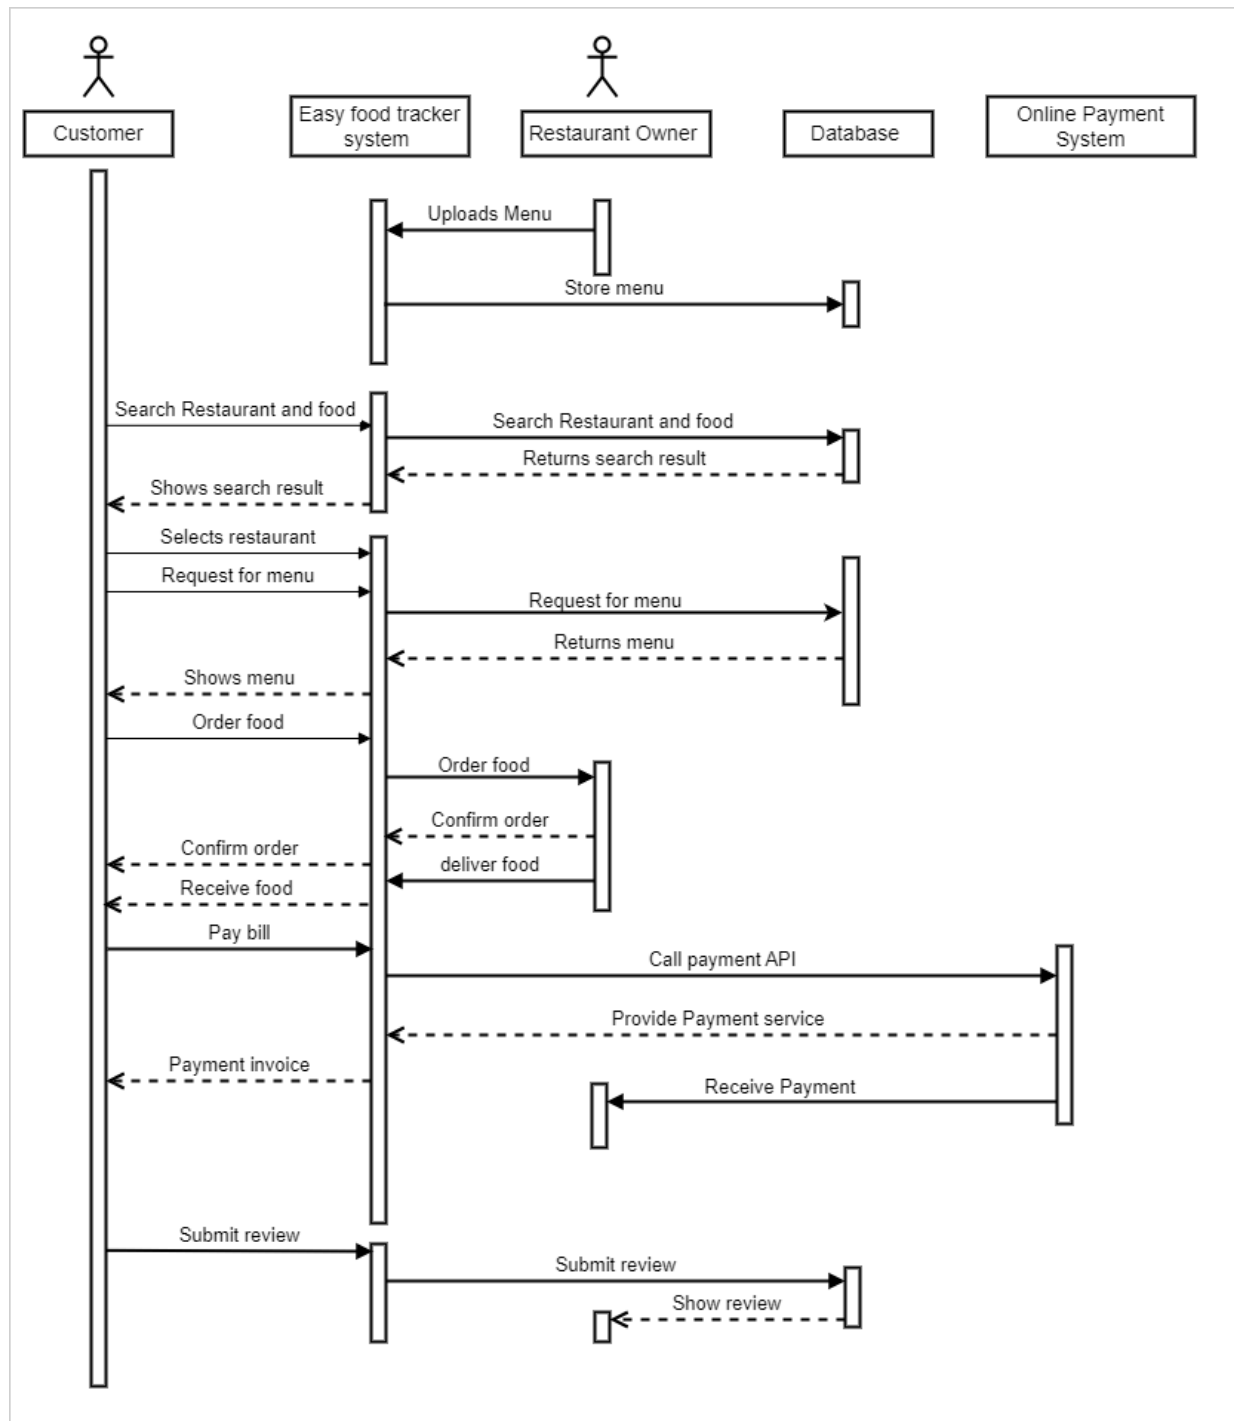 Customer
Easy food tracker
system
Restaurant Owner
Database
Online Payment
System
Uploads Menu
Store menu
Search Restaurant and food
Search Restaurant and food
Returns search result
Shows search result
Selects restaurant
Request for menu
Request for menu
Returns menu
Shows menu
Order food
Order food
Confirm order
Confirm order
deliver food
Receive food
Pay bill
Call payment API
Provide Payment service
Payment invoice
Receive Payment
Submit review
Submit review
Show review